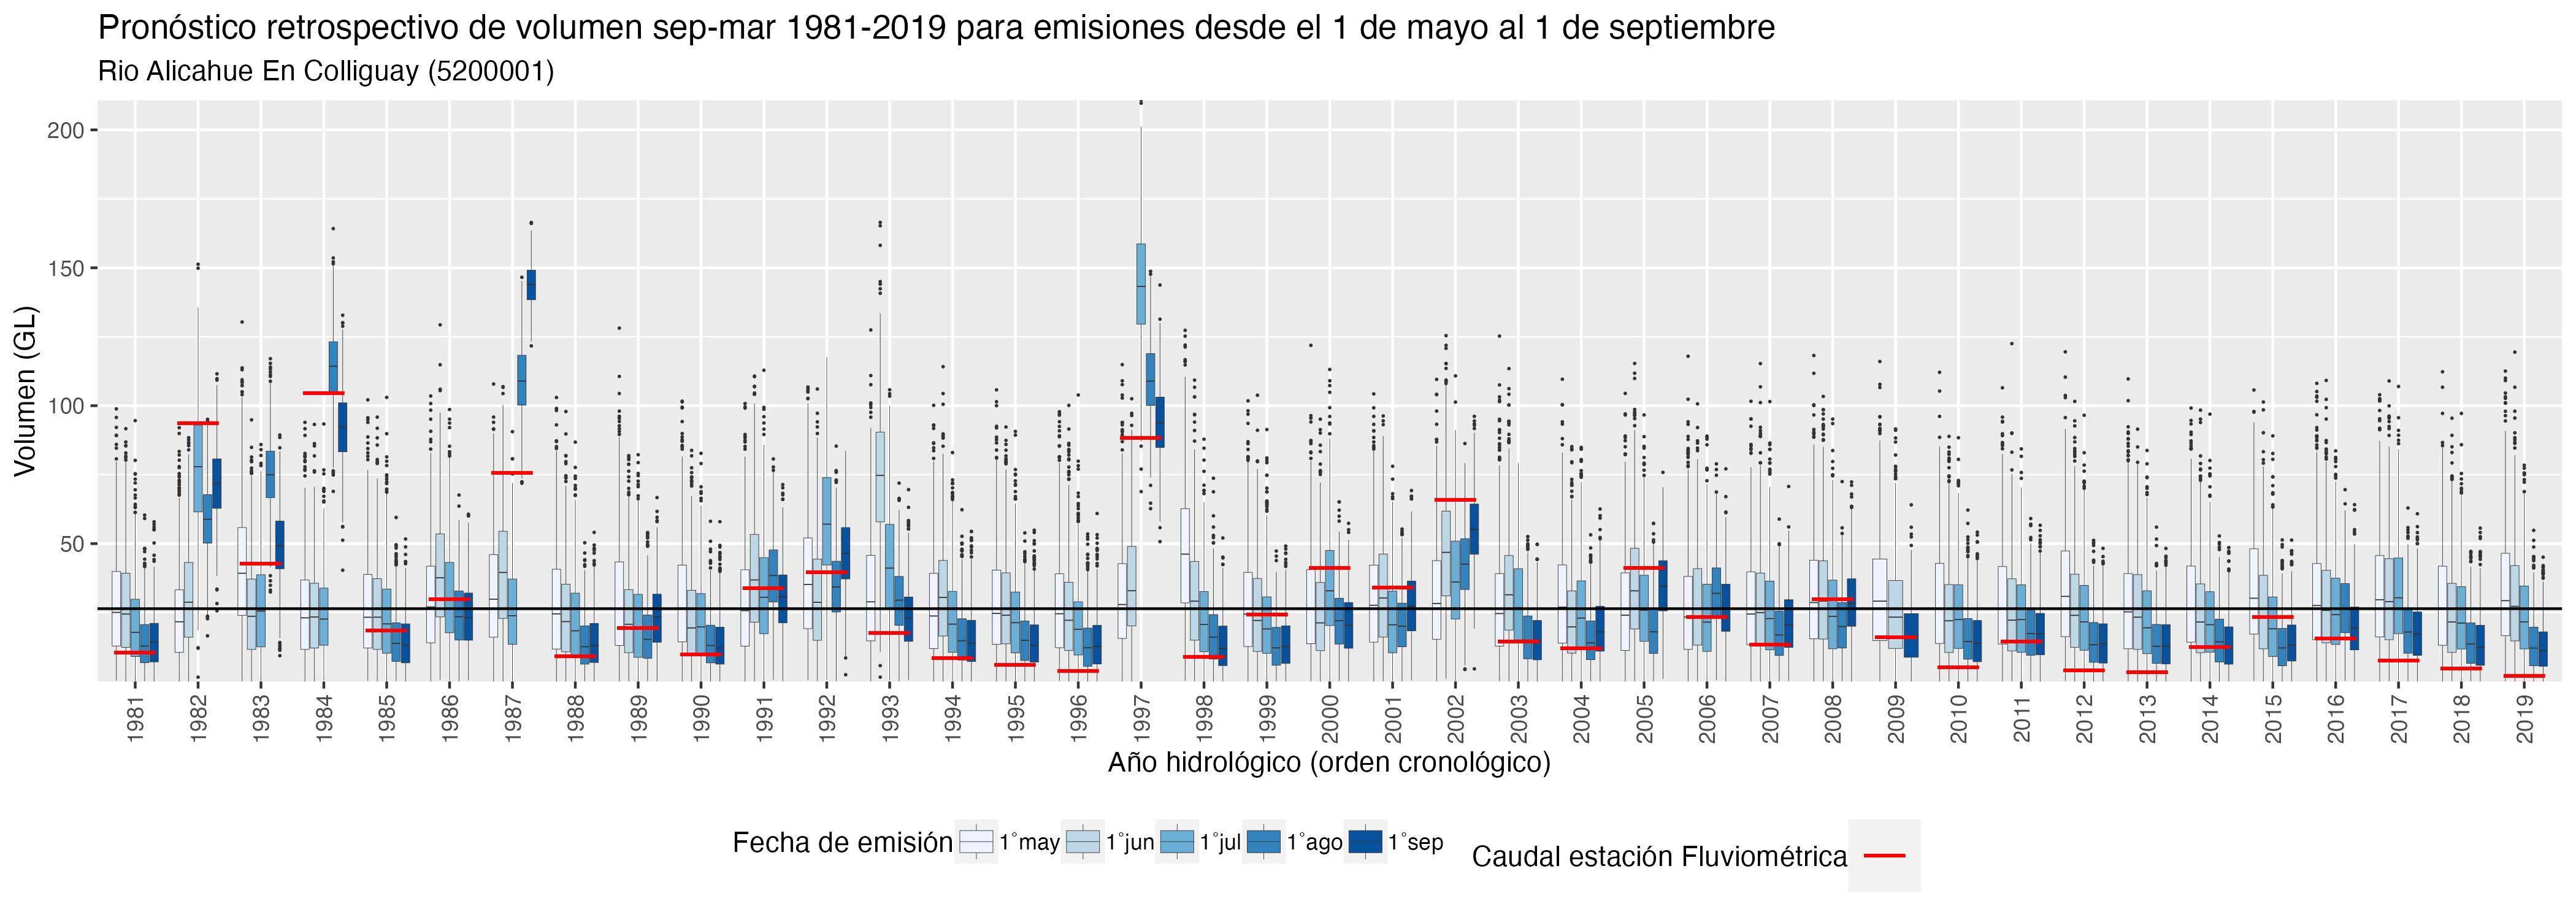 Pronóstico retrospectivo de volumen sep-mar 1981-2019 para emisiones desde el 1 de mayo al 1 de septiembre
Rio Alicahue En Colliguay (5200001)
Volumen (GL)
200
150
100
50
1981 1982 1983 1984 1985 1986 1987 1988 1989 1990 1991 1992 1993 1994 1995 1996 1997 1998 1999 2000 2001 2002 2003 2004 2005 2006 2007 2008 2009 2010 2011 2012 2013 2014 2015 2016 2017 2018 2019
Año hidrológico (orden cronológico)
Fecha de emisión 1°may 1°jun 1°jul 1°ago 1°sep Caudal estación Fluviométrica